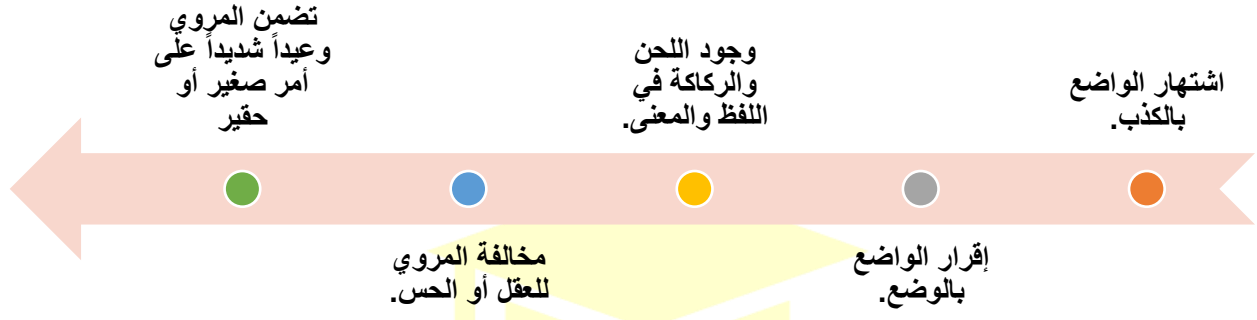 اشتهار الواضع
بالكذب.
إقرار الواضع
بالوضع.
وجود اللحن
والركاكة في
اللفظ والمعنى.
مخالفة المروي
للعقل أو الحس.
تضمن المروي
وعيداً شديداً على
أمر صغير أو
حقير